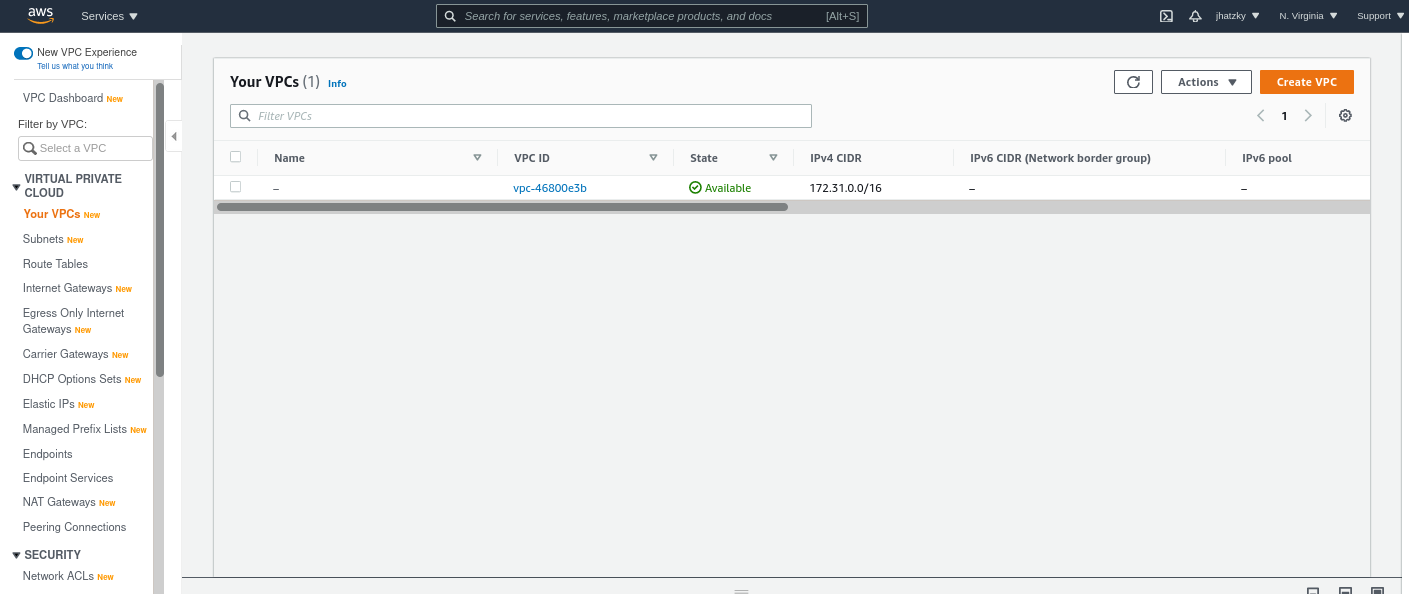 aws Services Search for services, features, marketplace products, and docs [Alt+S] jhatzky N. Virginia Support
New VPC Experience
Tell us what you think
VPC Dashboard New
Filter by VPC:
Select a VPC
VIRTUAL PRIVATE
CLOUD
Your VPCs New
Subnets New
Route Tables
Internet Gateways New
Egress Only Internet
Gateways New
Carrier Gateways New
DHCP Options Sets New
Elastic IPs New
Managed Prefix Lists New
Endpoints
Endpoint Services
NAT Gateways New
Peering Connections
SECURITY
Network ACLs New
Your VPCs (1) Info Actions Create VPC
Filter VPCs 1
Name VPC ID State IPv4 CIDR IPv6 CIDR (Network border group) IPv6 pool
– vpc-46800e3b Available 172.31.0.0/16 – –